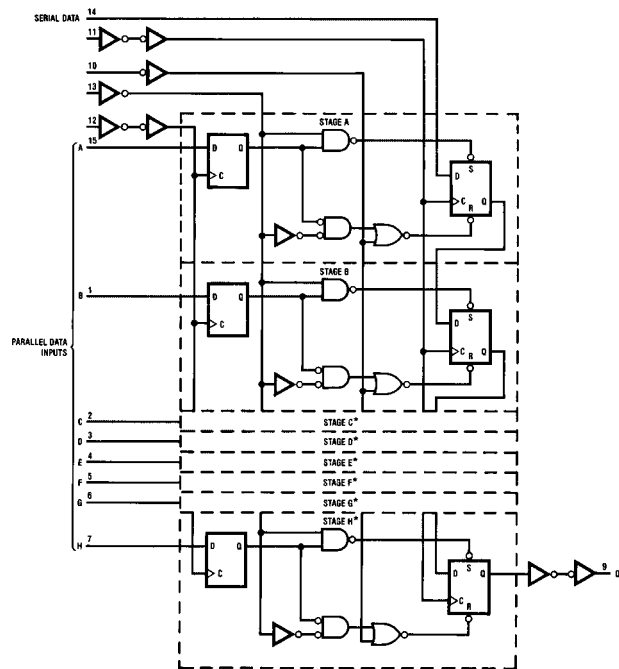 SERIAL DATA 14
11
10
13
12
STAGE A
A 15
D Q
C
S
D
C Q
R
STAGE B
B 1
D Q
C
S
D
C Q
R
PARALLEL DATA
INPUTS
C 2
STAGE C*
D 3
STAGE D*
E 4
STAGE E*
F 5
STAGE F*
G 6
STAGE G*
STAGE H*
H 7
D Q
C
S
D Q
C
R
9 Q